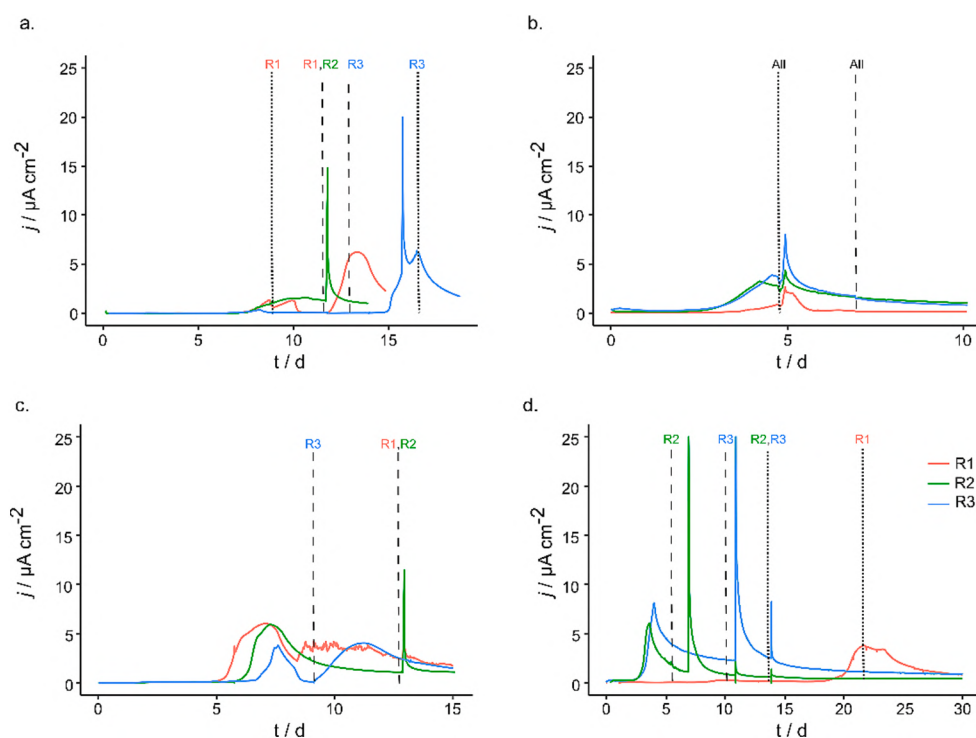 a.
R1 R1,R2 R3 R3
25
20
15
10
5
0
j / µA cm⁻²
0 5 10 15
t / d
b.
All All
25
20
15
10
5
0
j / µA cm⁻²
0 5 10
t / d
c.
R3 R1,R2
25
20
15
10
5
0
j / µA cm⁻²
0 5 10 15
t / d
d.
R2 R3 R2,R3 R1
25
20
15
10
5
0
j / µA cm⁻²
0 5 10 15 20 25 30
t / d
R1
R2
R3